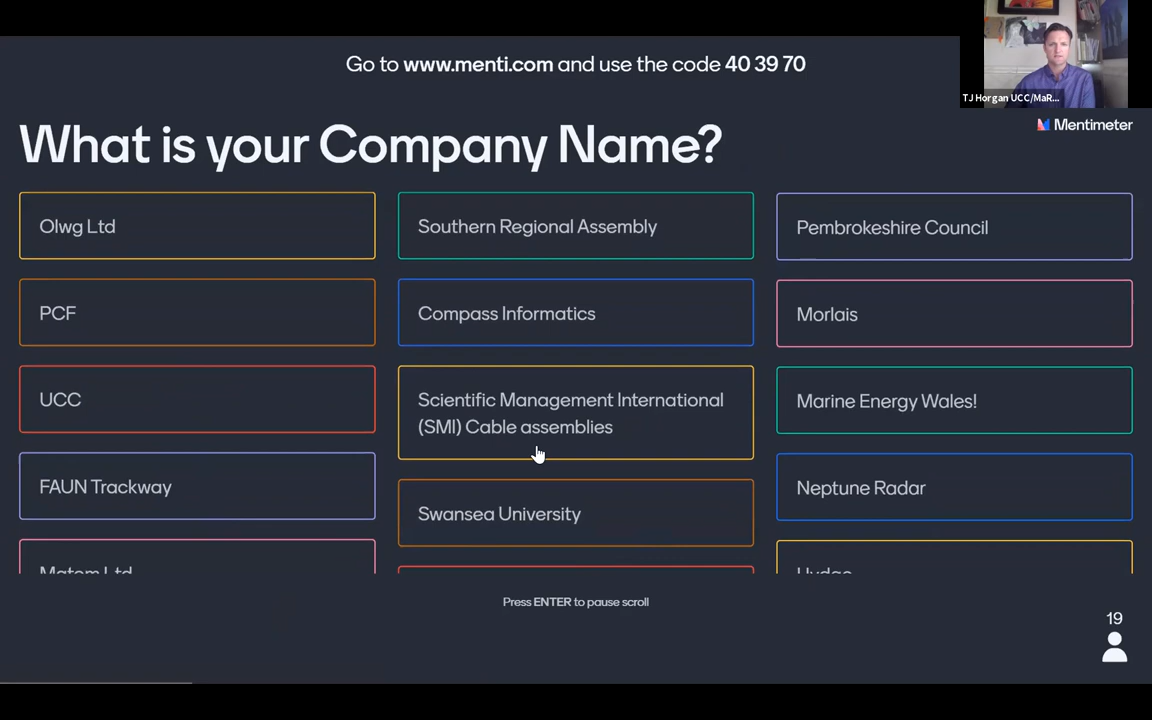 Go to www.menti.com and use the code 40 39 70
TJ Horgan UCC/MaR...
Mentimeter
What is your Company Name?
Olwg Ltd
Southern Regional Assembly
Pembrokeshire Council
PCF
Compass Informatics
Morlais
UCC
Scientific Management International
(SMI) Cable assemblies
Marine Energy Wales!
FAUN Trackway
Swansea University
Neptune Radar
Press ENTER to pause scroll
19